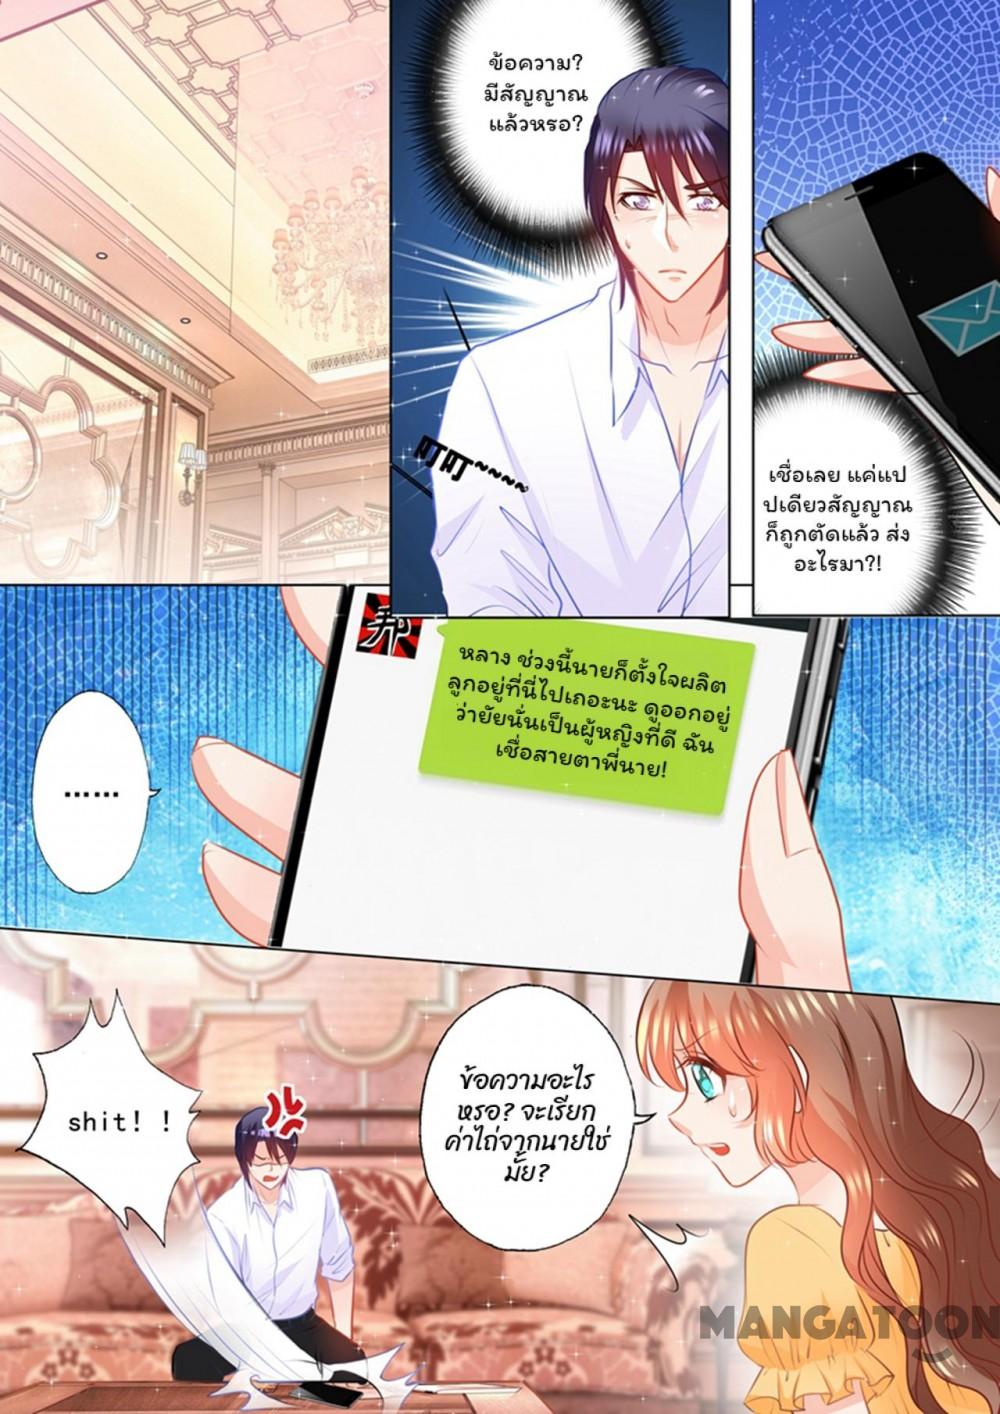 ข้อความ?
มีสัญญาณ
แล้วหรอ?
叮叮~~~~~
เชื่อเลย แค่แป
ปเดียวสัญญาณ
ก็ถูกตัดแล้ว ส่ง
อะไรมา?!
หลาง ช่วงนี้นายก็ตั้งใจผลิต
ลูกอยู่ที่นี่ไปเถอะนะ ดูออกอยู่
ว่ายัยนั่นเป็นผู้หญิงที่ดี ฉัน
เชื่อสายตาพี่นาย!
......
shit! !
ข้อความอะไร
หรอ? จะเรียก
ค่าไถ่จากนายใช่
มั้ย?
MANGATOON